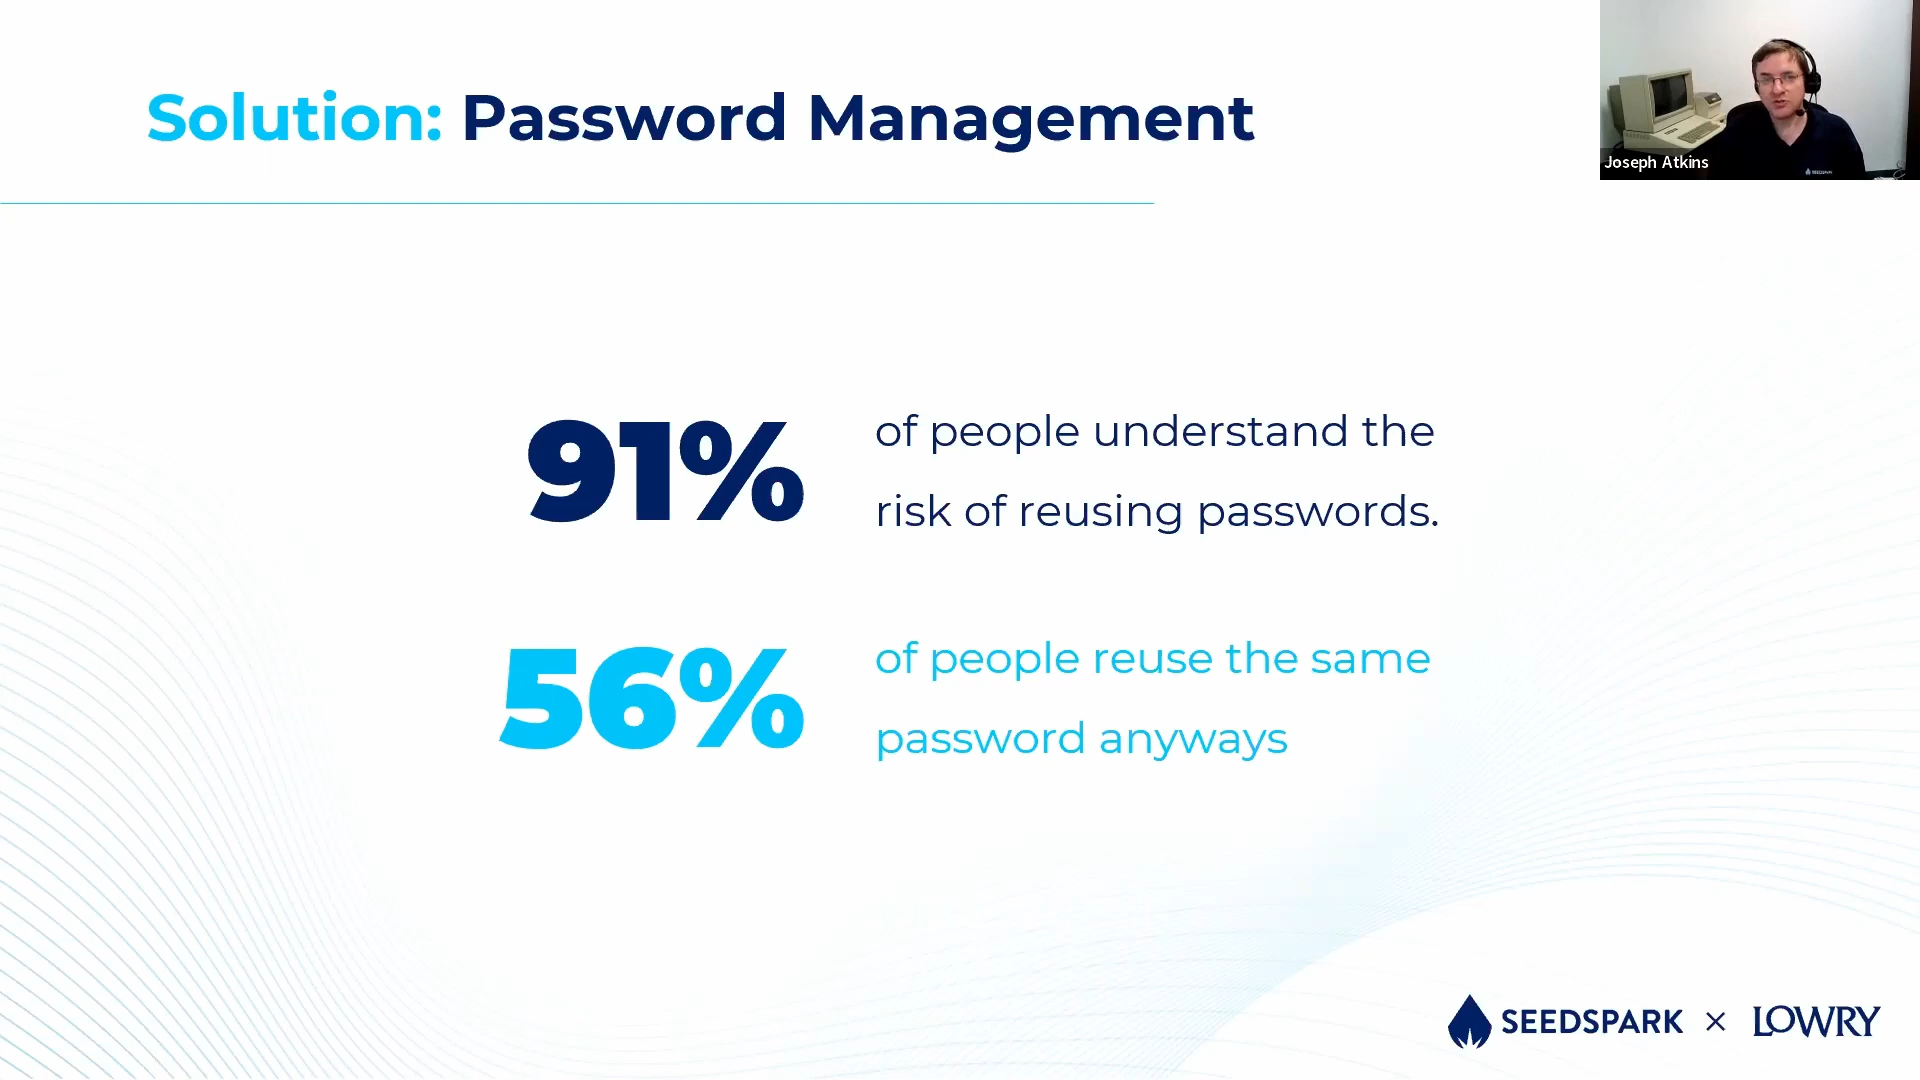 Solution: Password Management
Joseph Atkins
91%
of people understand the
risk of reusing passwords.
56%
of people reuse the same
password anyways
SEEDSPARK × LOWRY